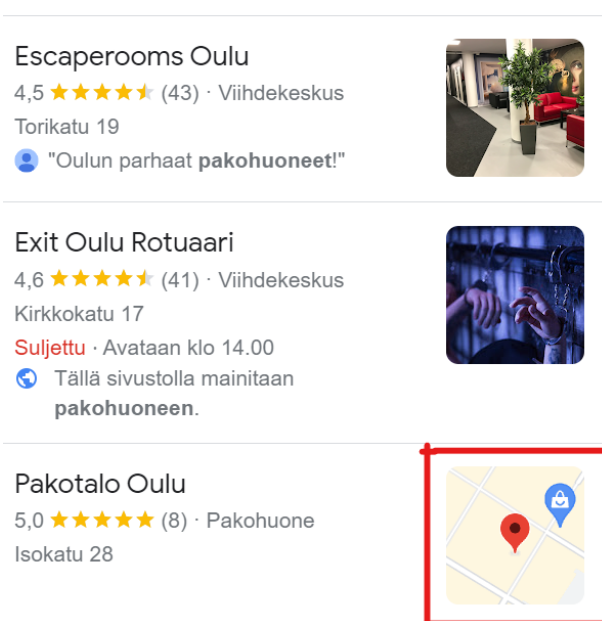 Escaperooms Oulu
4,5 ★★★★⯨ (43) · Viihdekeskus
Torikatu 19
"Oulun parhaat pakohuoneet!"
Exit Oulu Rotuaari
4,6 ★★★★⯨ (41) · Viihdekeskus
Kirkkokatu 17
Suljettu · Avataan klo 14.00
Tällä sivustolla mainitaan
pakohuoneen.
Pakotalo Oulu
5,0 ★★★★★ (8) · Pakohuone
Isokatu 28